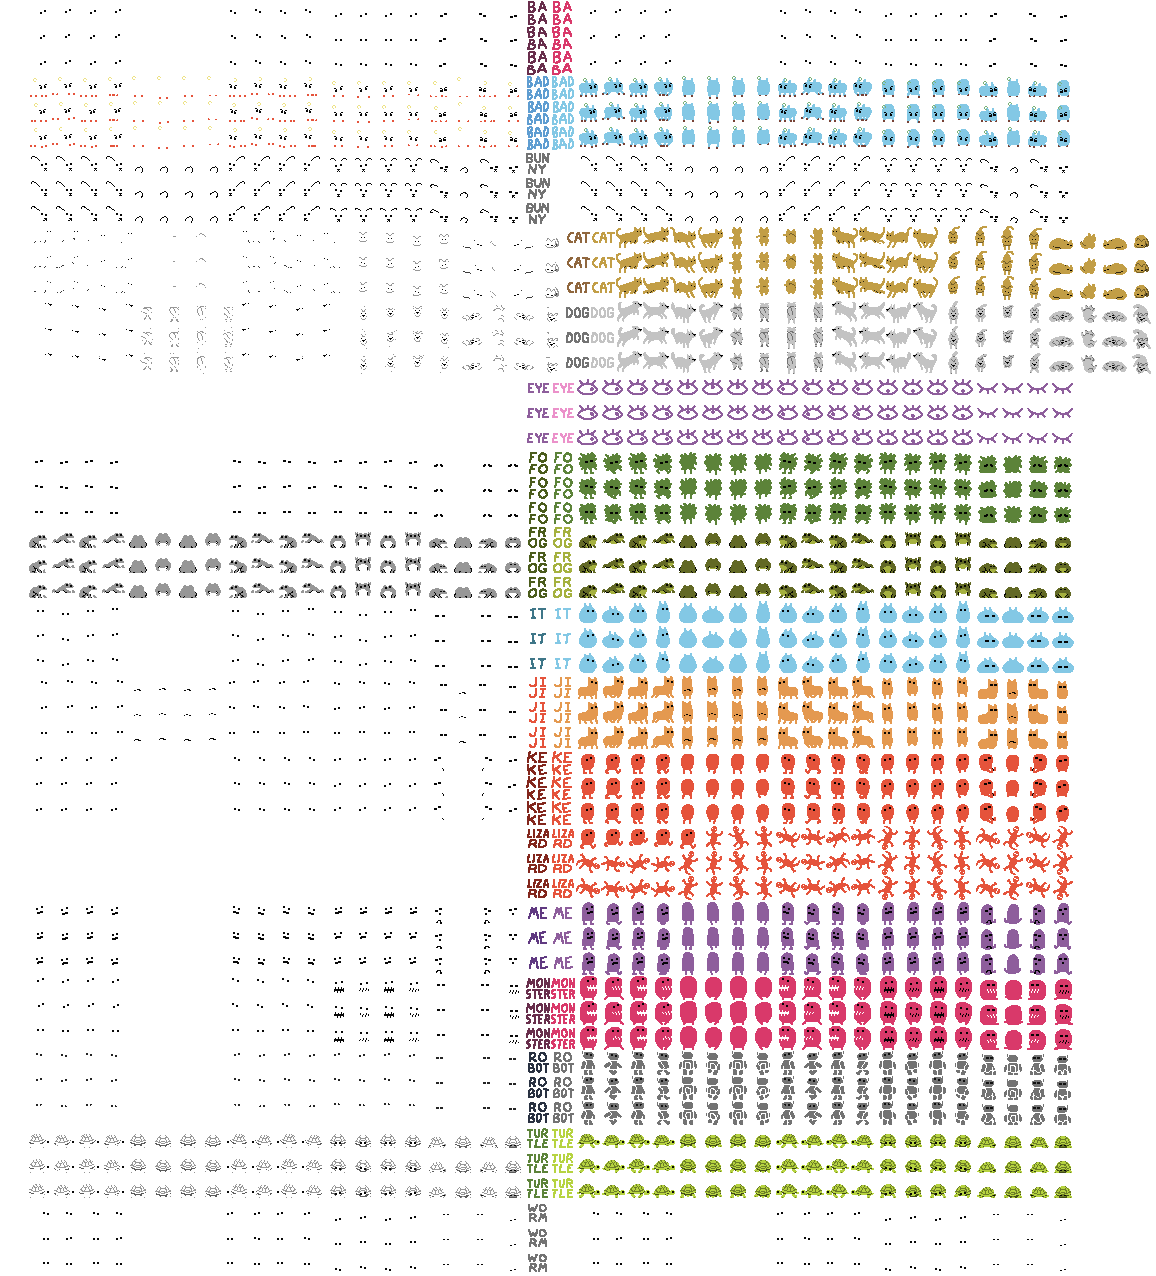 BA BA
BA BA
BA BA
BA BA
BA BA
BA BA
BAD BAD
BAD BAD
BAD BAD
BAD BAD
BAD BAD
BAD BAD
BUN
NY
BUN
NY
BUN
NY
CAT CAT
CAT CAT
CAT CAT
DOG DOG
DOG DOG
DOG DOG
EYE EYE
EYE EYE
EYE EYE
FO FO
FO FO
FO FO
FO FO
FO FO
FO FO
FR FR
OG OG
FR FR
OG OG
FR FR
OG OG
IT IT
IT IT
IT IT
JI JI
JI JI
JI JI
JI JI
JI JI
JI JI
KE KE
KE KE
KE KE
KE KE
KE KE
KE KE
LIZA LIZA
RD RD
LIZA LIZA
RD RD
LIZA LIZA
RD RD
ME ME
ME ME
ME ME
MON MON
STER STER
MON MON
STER STER
MON MON
STER STER
RO RO
BOT BOT
RO RO
BOT BOT
RO RO
BOT BOT
TUR TUR
TLE TLE
TUR TUR
TLE TLE
TUR TUR
TLE TLE
WO
RM
WO
RM
WO
RM